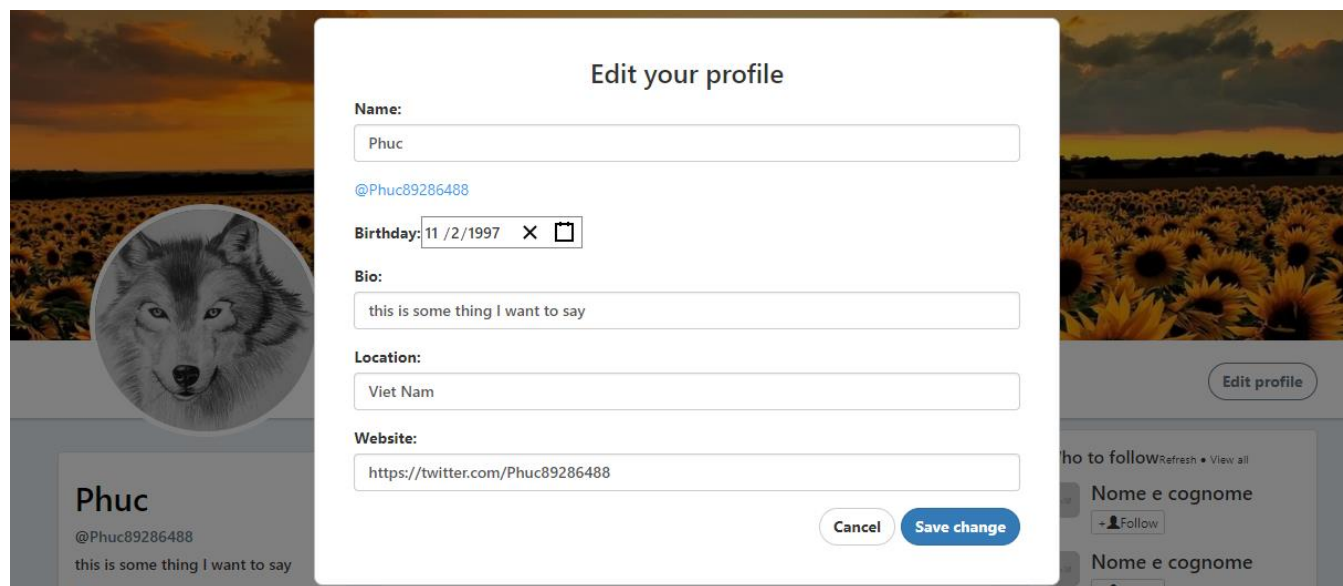 Edit your profile
Name:
Phuc
@Phuc89286488
Birthday: 11 /2/1997
Bio:
this is some thing I want to say
Location:
Viet Nam
Edit profile
Website:
https://twitter.com/Phuc89286488
Cancel Save change
Phuc
@Phuc89286488
this is some thing I want to say
to follow Refresh • View all
Nome e cognome
+Follow
Nome e cognome